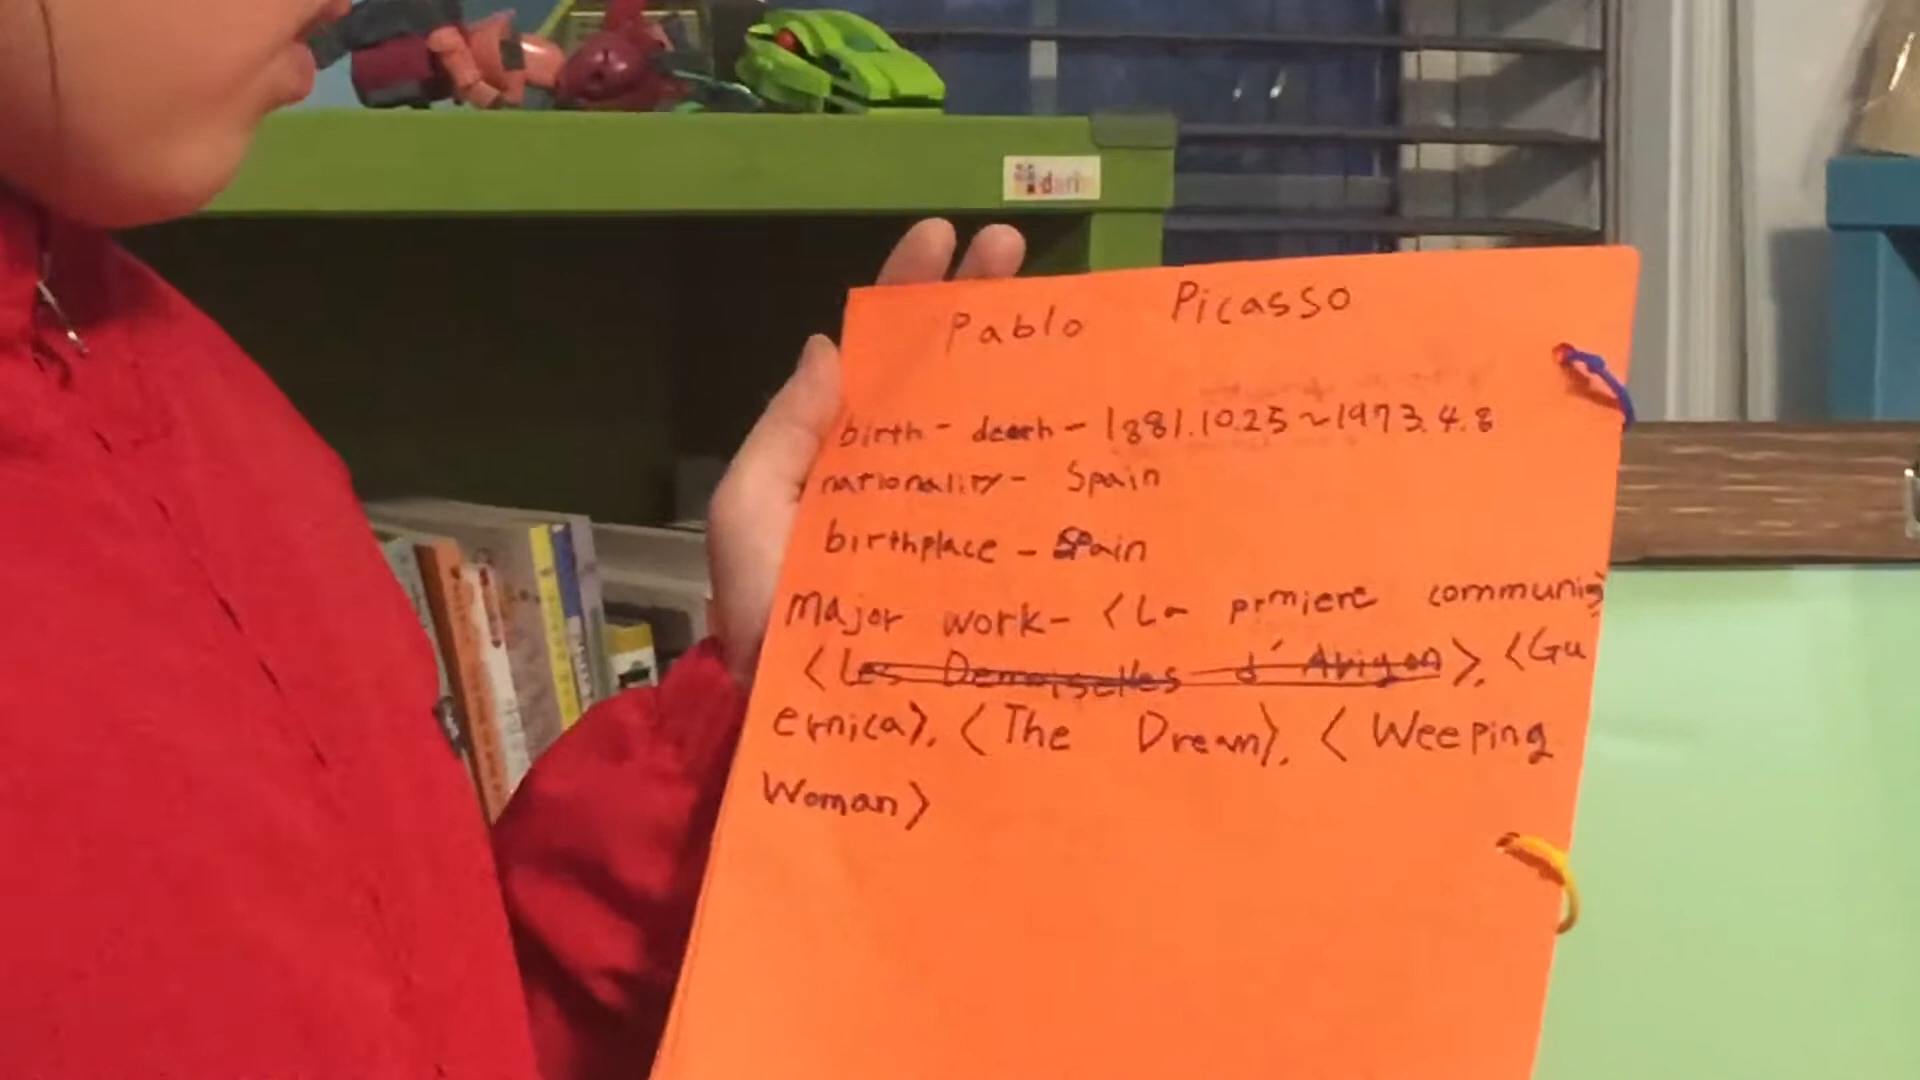 dari
Pablo Picasso
birth - death - 1881.10.25 ~ 1973.4.8
nationality - Spain
birthplace - Spain
Major work - <La prmiere communio
<Les Demoiselles d' Avigon>, <Gu
ernica>, <The Dream>, <Weeping
Woman>